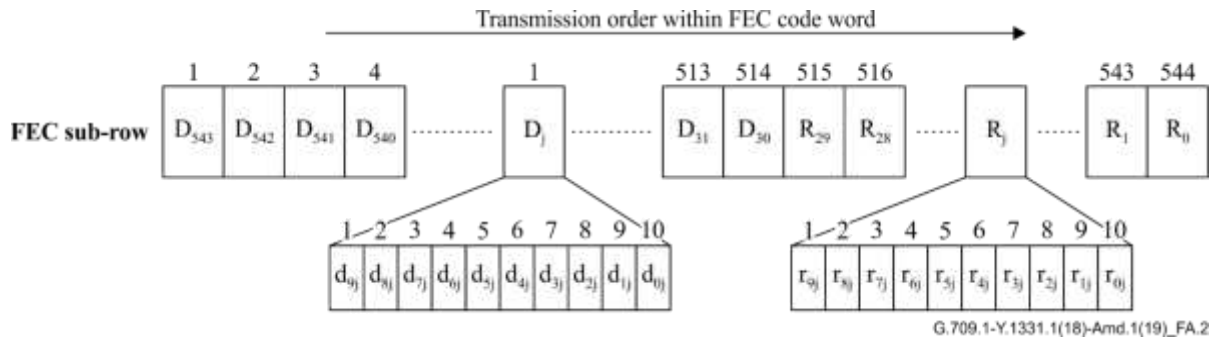 Transmission order within FEC code word
1 2 3 4 1 513 514 515 516 543 544
FEC sub-row D₅₄₃ D₅₄₂ D₅₄₁ D₅₄₀ Dⱼ D₃₁ D₃₀ R₂₉ R₂₈ Rⱼ R₁ R₀
1 2 3 4 5 6 7 8 9 10 1 2 3 4 5 6 7 8 9 10
d₉ⱼ d₈ⱼ d₇ⱼ d₆ⱼ d₅ⱼ d₄ⱼ d₃ⱼ d₂ⱼ d₁ⱼ d₀ⱼ r₉ⱼ r₈ⱼ r₇ⱼ r₆ⱼ r₅ⱼ r₄ⱼ r₃ⱼ r₂ⱼ r₁ⱼ r₀ⱼ
G.709.1-Y.1331.1(18)-Amd.1(19)_FA.2